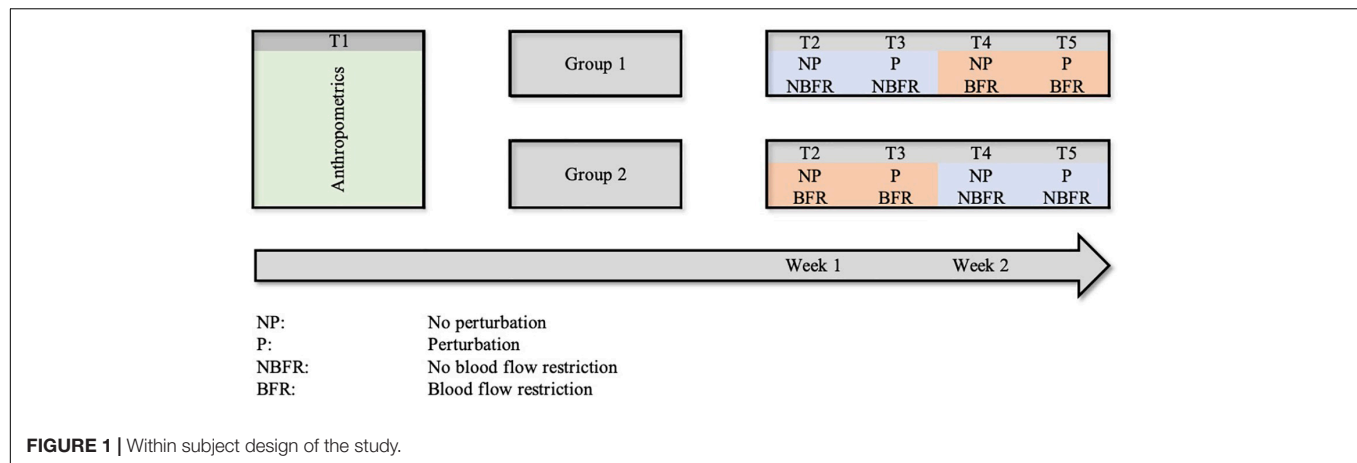 T1
Anthropometrics
Group 1
T2 T3 T4 T5
NP P NP P
NBFR NBFR BFR BFR
Group 2
T2 T3 T4 T5
NP P NP P
BFR BFR NBFR NBFR
Week 1 Week 2
NP: No perturbation
P: Perturbation
NBFR: No blood flow restriction
BFR: Blood flow restriction
FIGURE 1 | Within subject design of the study.